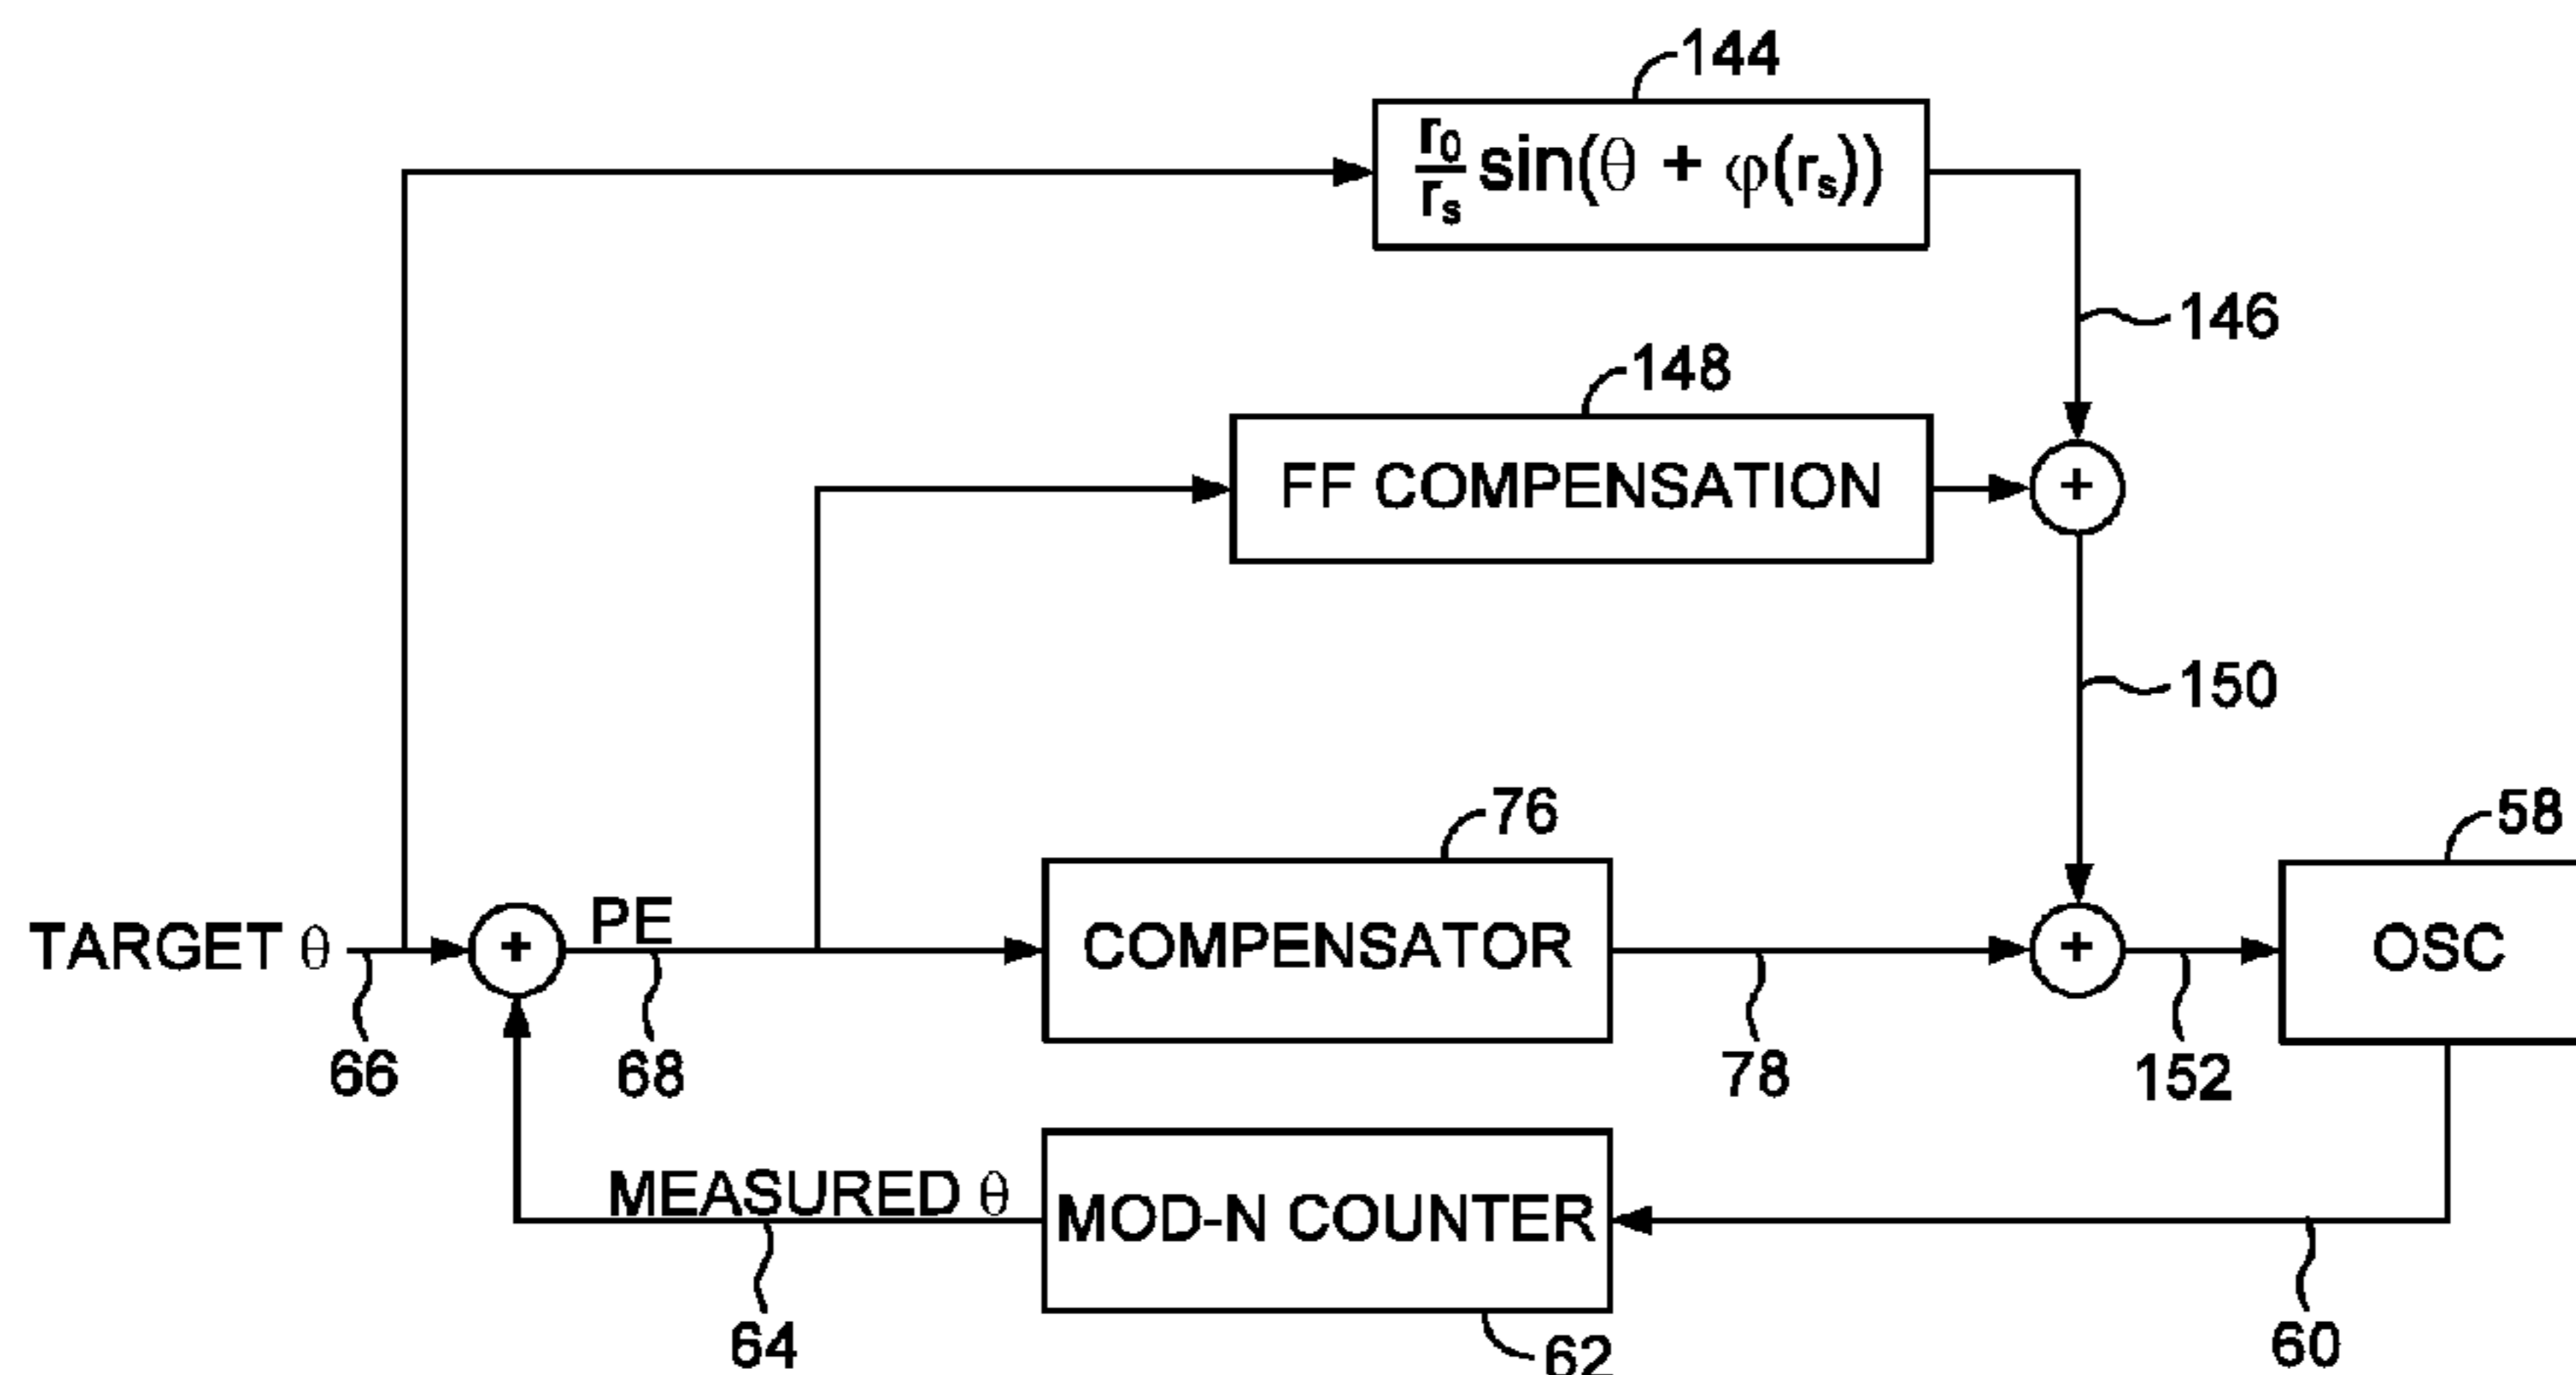 144
r₀/rₛ sin(θ + φ(rₛ))
146
148
FF COMPENSATION
+
150
76
58
TARGET θ
+
PE
COMPENSATOR
+
OSC
66
68
78
152
MEASURED θ
MOD-N COUNTER
64
62
60